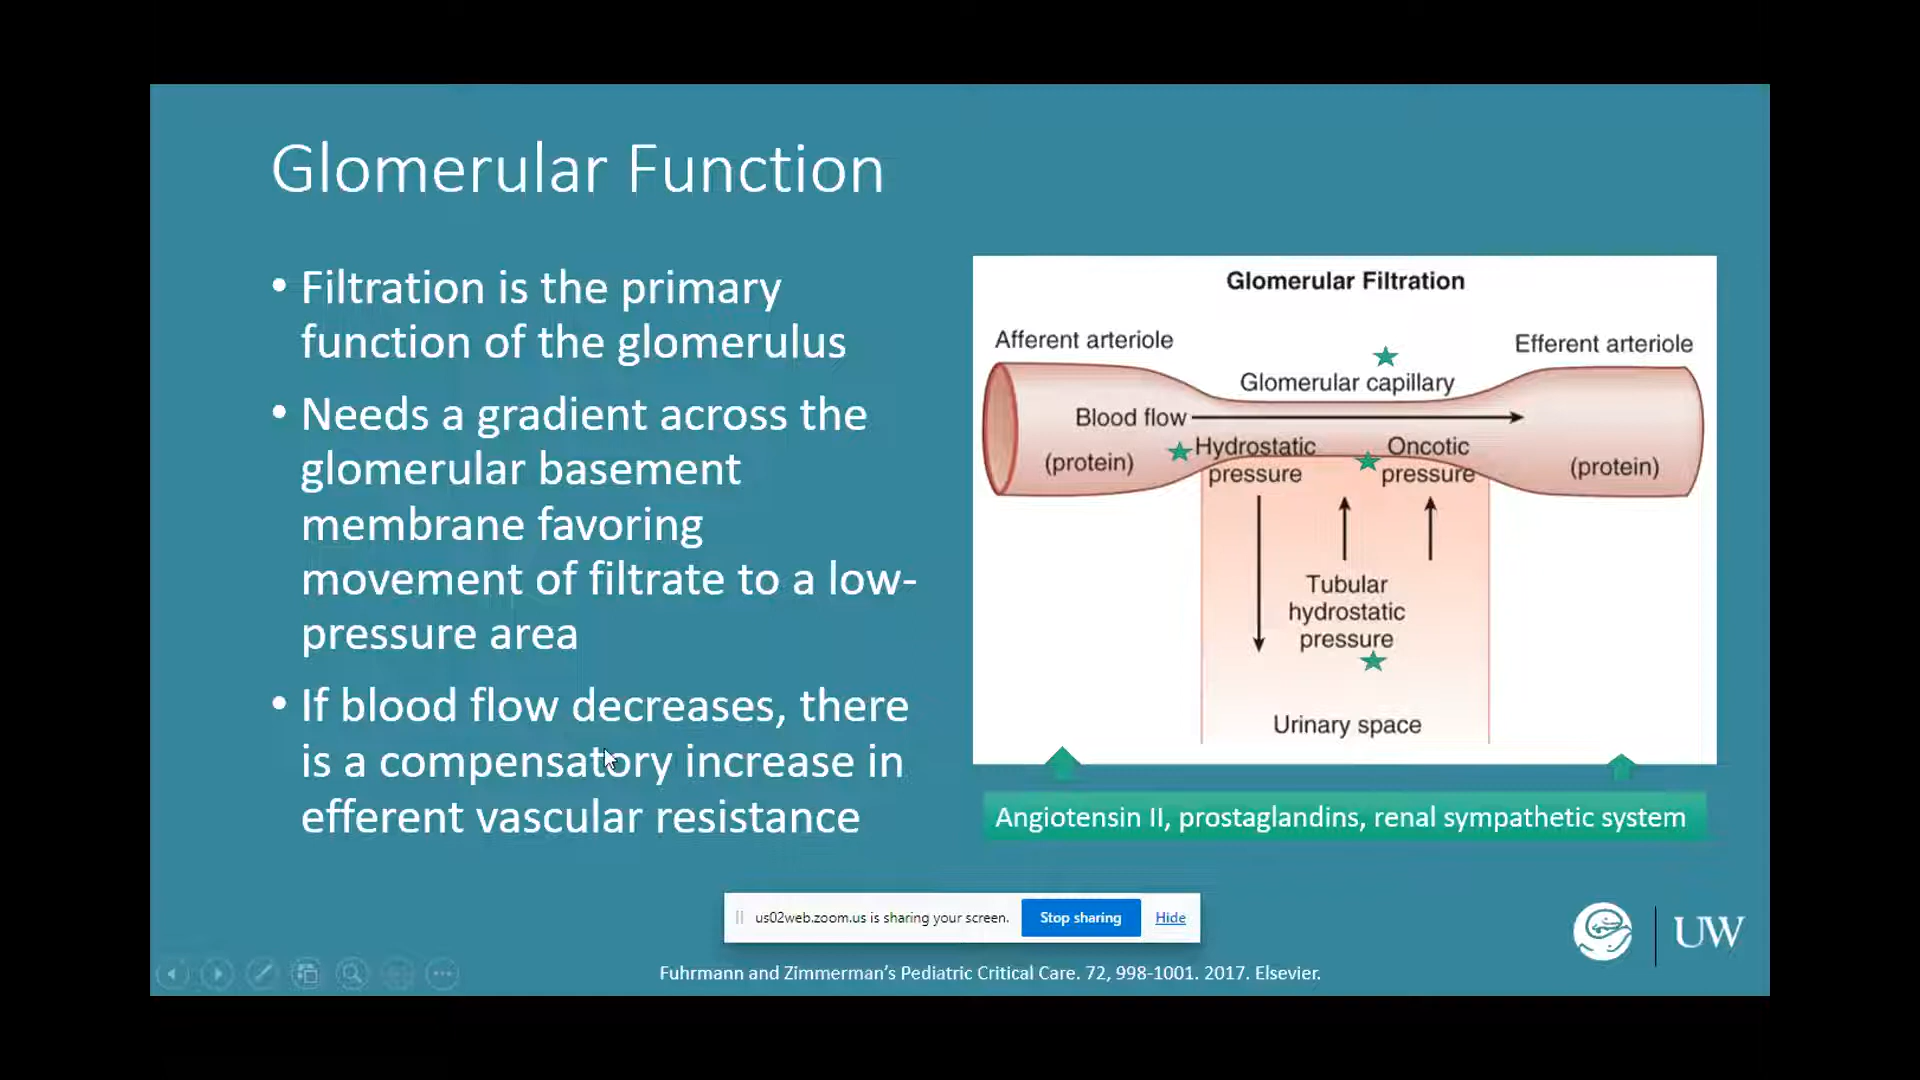 Glomerular Function
• Filtration is the primary
function of the glomerulus
• Needs a gradient across the
glomerular basement
membrane favoring
movement of filtrate to a low-
pressure area
• If blood flow decreases, there
is a compensatory increase in
efferent vascular resistance
Glomerular Filtration
Afferent arteriole
Efferent arteriole
Glomerular capillary
Blood flow
(protein)
Hydrostatic
pressure
Oncotic
pressure
(protein)
Tubular
hydrostatic
pressure
Urinary space
Angiotensin II, prostaglandins, renal sympathetic system
us02web.zoom.us is sharing your screen.
Stop sharing
Hide
UW
Fuhrmann and Zimmerman’s Pediatric Critical Care. 72, 998-1001. 2017. Elsevier.